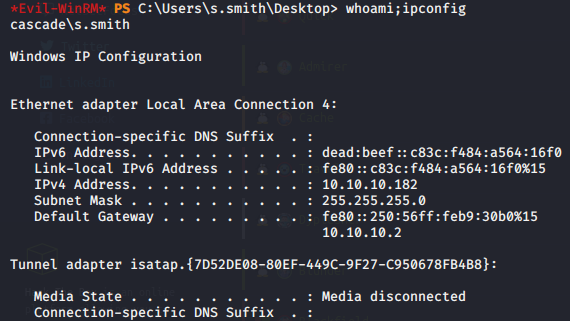 *Evil-WinRM* PS C:\Users\s.smith\Desktop> whoami;ipconfig
cascade\s.smith
Windows IP Configuration
Ethernet adapter Local Area Connection 4:
Connection-specific DNS Suffix . :
IPv6 Address. . . . . . . . . . . : dead:beef::c83c:f484:a564:16f0
Link-local IPv6 Address . . . . . : fe80::c83c:f484:a564:16f0%15
IPv4 Address. . . . . . . . . . . : 10.10.10.182
Subnet Mask . . . . . . . . . . . : 255.255.255.0
Default Gateway . . . . . . . . . : fe80::250:56ff:feb9:30b0%15
10.10.10.2
Tunnel adapter isatap.{7D52DE08-80EF-449C-9F27-C950678FB4B8}:
Media State . . . . . . . . . . . : Media disconnected
Connection-specific DNS Suffix . :